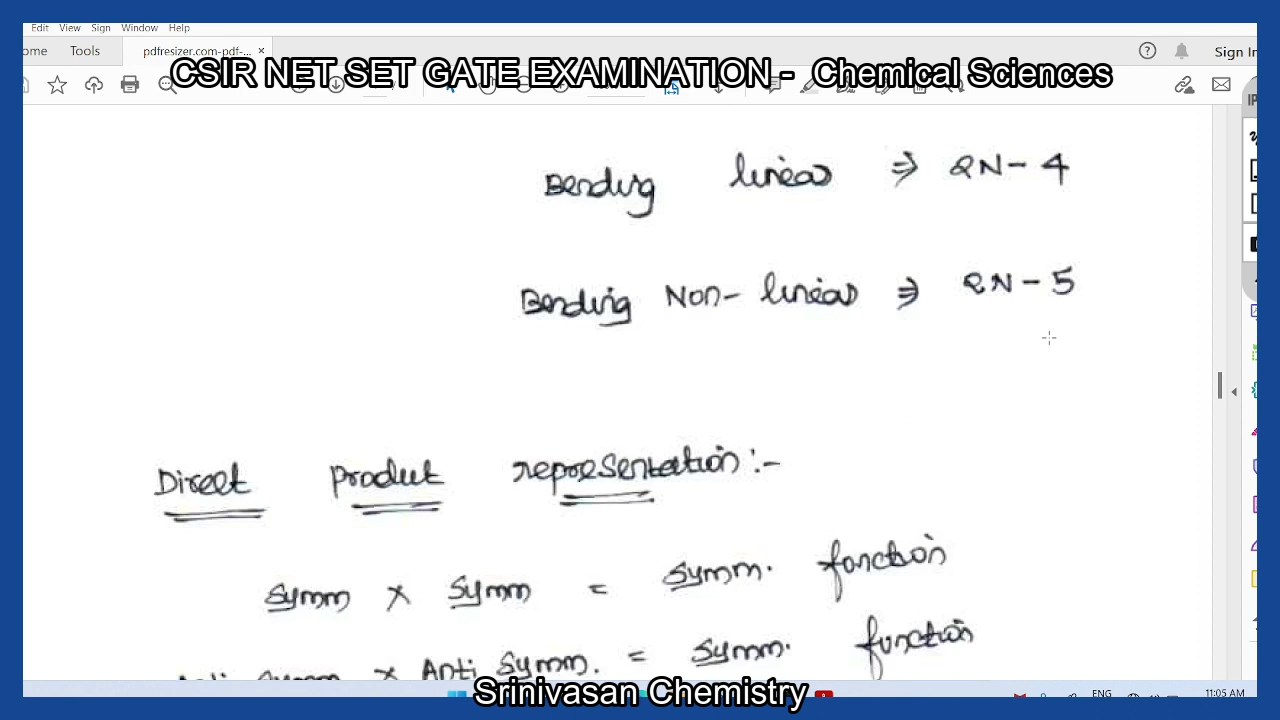 Edit View Sign Window Help
ome Tools pdfresizer.com-pdf-... × Sign In
CSIR NET SET GATE EXAMINATION - Chemical Sciences
Bending linear ⇒ 2N-4
Bending Non-linear ⇒ 2N-5
Direct product representation:-
Symm × Symm = Symm. function
Anti Symm × Anti Symm. = Symm. function
Srinivasan Chemistry
ENG 11:05 AM